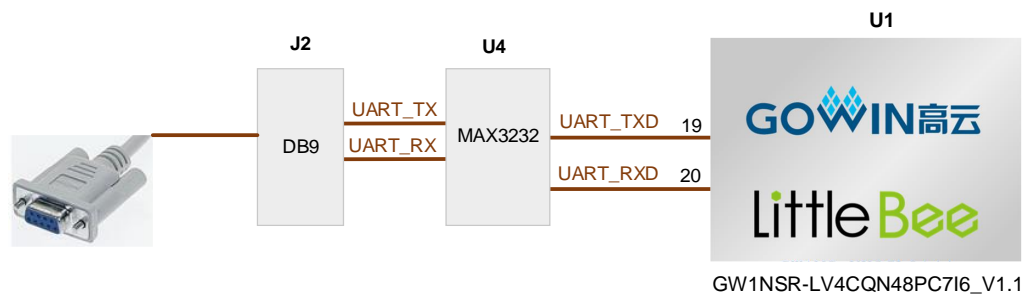 U1
J2
U4
UART_TX
UART_RX
DB9
MAX3232
UART_TXD 19
UART_RXD 20
GOWIN高云
LittleBee
GW1NSR-LV4CQN48PC7I6_V1.1